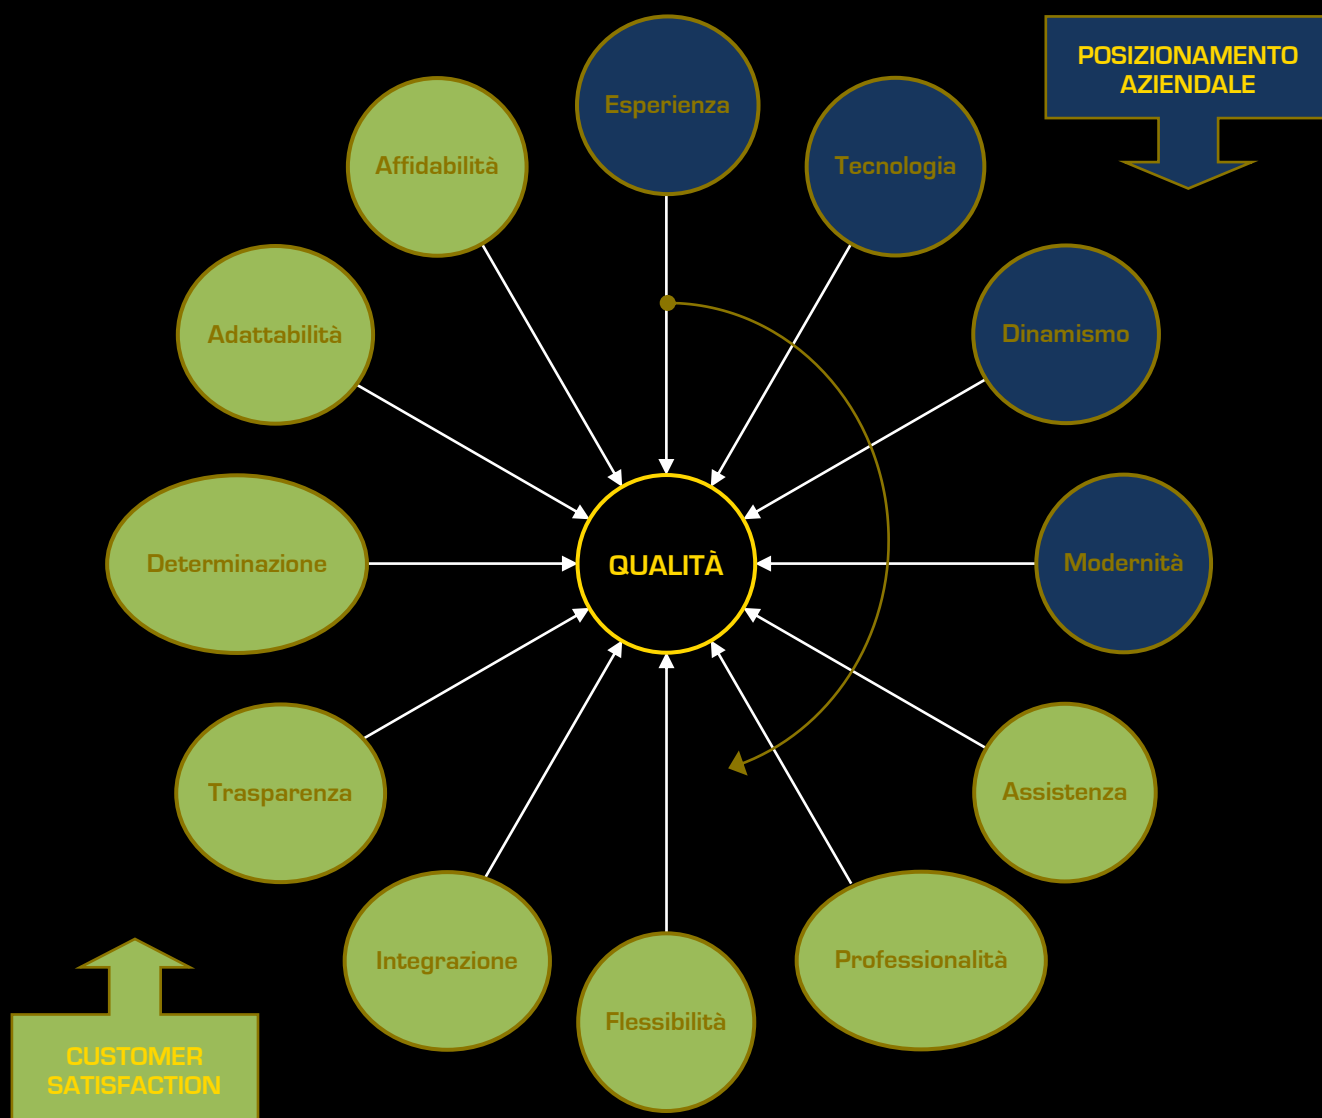 POSIZIONAMENTO
AZIENDALE
Esperienza
Tecnologia
Dinamismo
Modernità
Assistenza
Professionalità
Flessibilità
Integrazione
Trasparenza
Determinazione
Adattabilità
Affidabilità
QUALITÀ
CUSTOMER
SATISFACTION